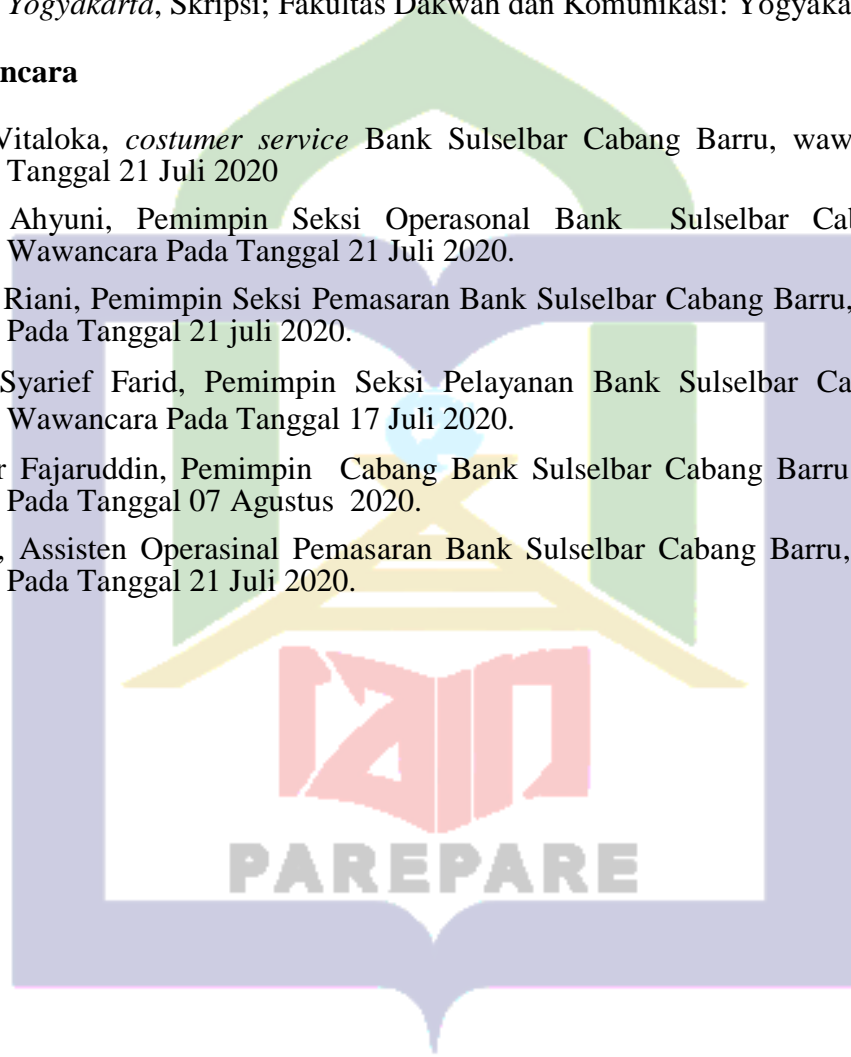 Yogyakarta, Skripsi; Fakultas Dakwah dan Komunikasi: Yogyaka
ncara
Vitaloka, costumer service Bank Sulselbar Cabang Barru, waw
Tanggal 21 Juli 2020
Ahyuni, Pemimpin Seksi Operasonal Bank Sulselbar Cab
Wawancara Pada Tanggal 21 Juli 2020.
Riani, Pemimpin Seksi Pemasaran Bank Sulselbar Cabang Barru,
Pada Tanggal 21 juli 2020.
Syarief Farid, Pemimpin Seksi Pelayanan Bank Sulselbar Ca
Wawancara Pada Tanggal 17 Juli 2020.
r Fajaruddin, Pemimpin Cabang Bank Sulselbar Cabang Barru
Pada Tanggal 07 Agustus 2020.
, Assisten Operasinal Pemasaran Bank Sulselbar Cabang Barru,
Pada Tanggal 21 Juli 2020.
iain
PAREPARE